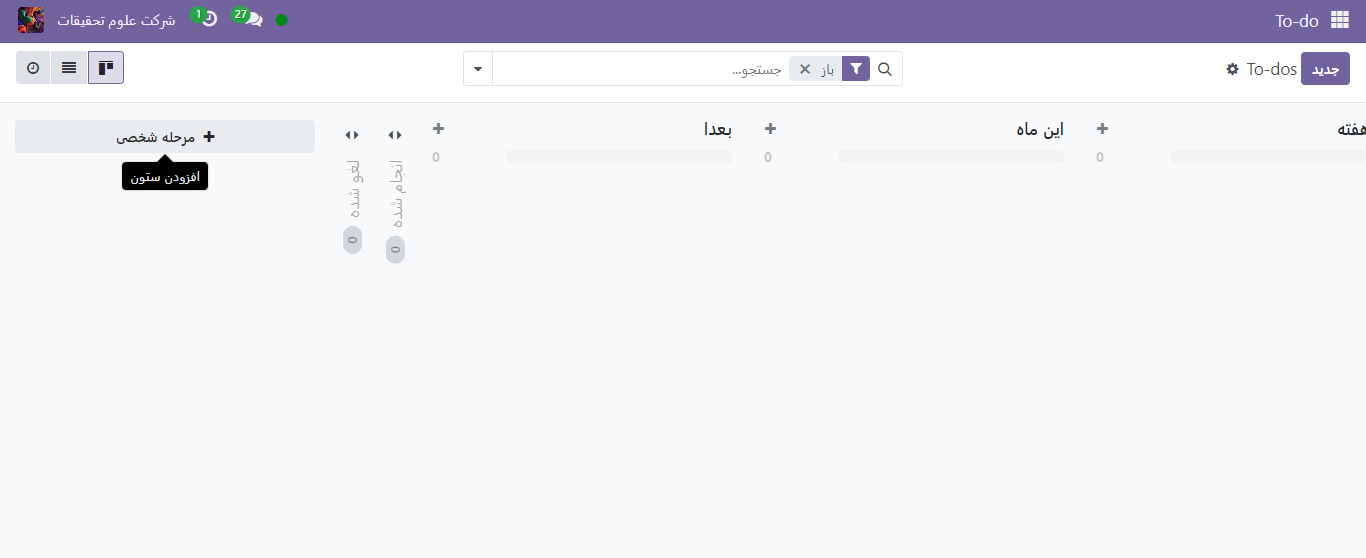 To-do
27
1
شرکت علوم تحقیقات
جدید
To-dos
باز
جستجو...
هفته
این ماه
بعدا
انجام شده
لغو شده
مرحله شخصی
0
0
0
0
0
افزودن ستون